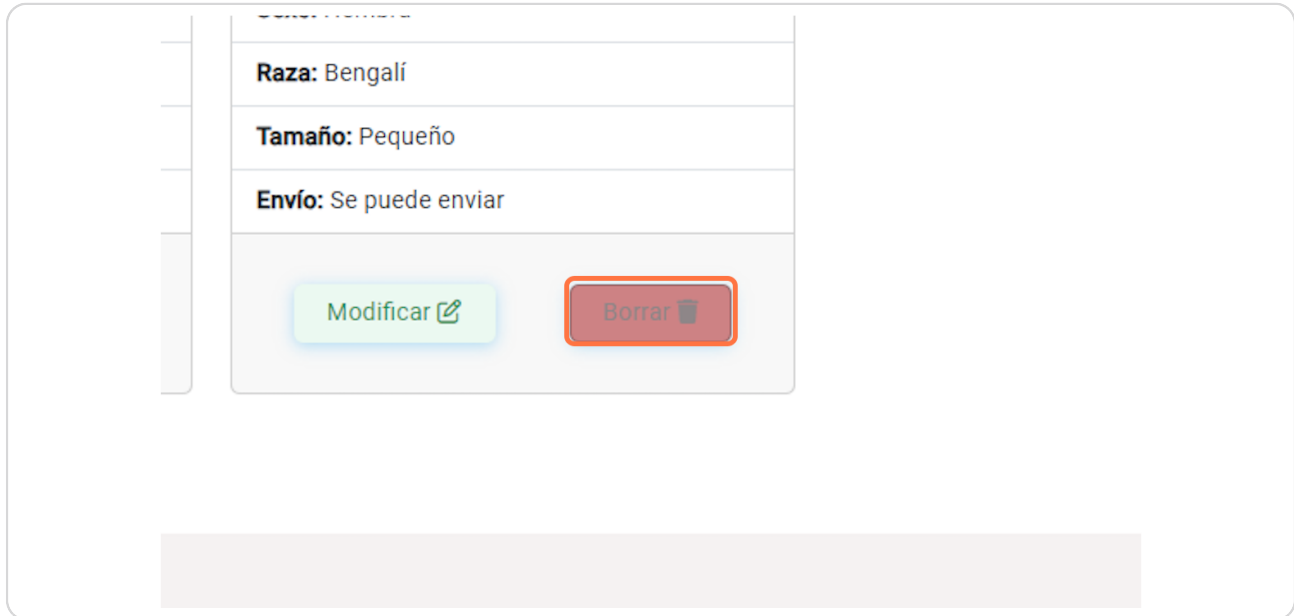 Raza: Bengalí
Tamaño: Pequeño
Envío: Se puede enviar
Modificar
Borrar